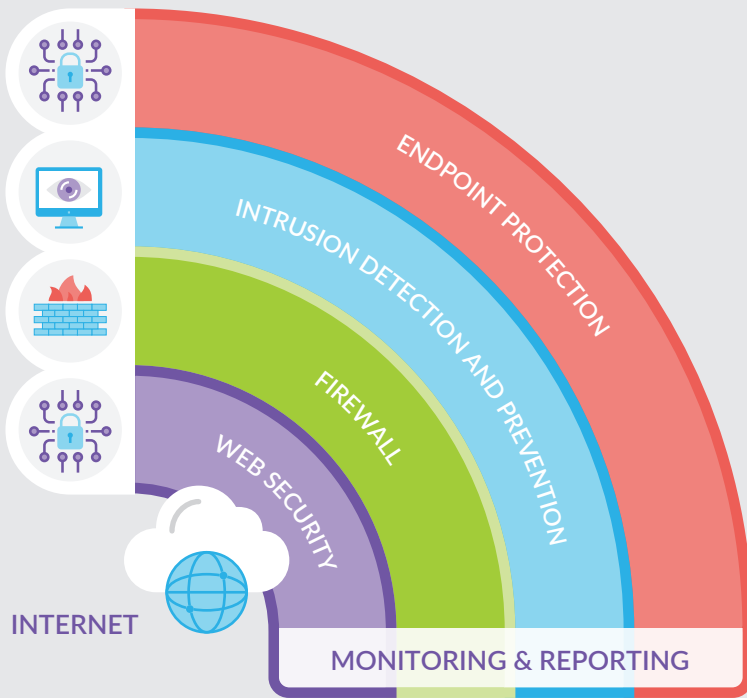 ENDPOINT PROTECTION
INTRUSION DETECTION AND PREVENTION
FIREWALL
WEB SECURITY
INTERNET
MONITORING & REPORTING